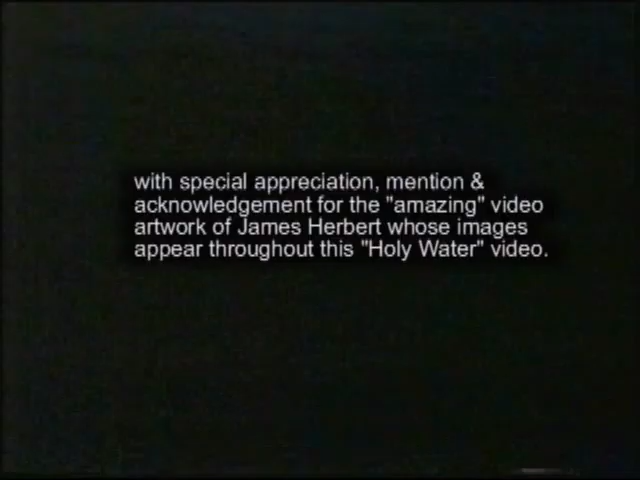 with special appreciation, mention &
acknowledgement for the "amazing" video
artwork of James Herbert whose images
appear throughout this "Holy Water" video.